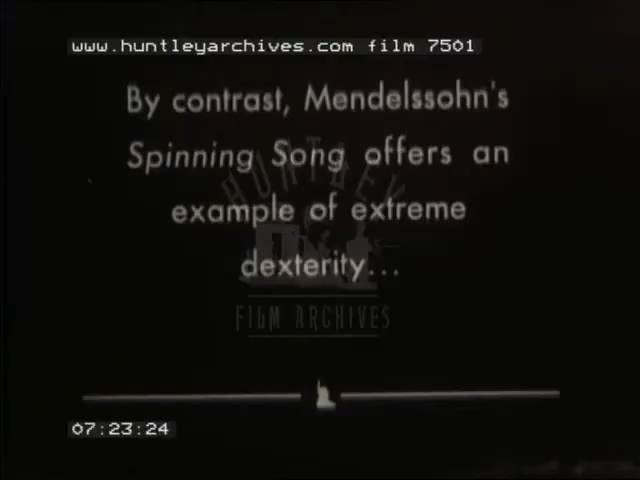 www.huntleyarchives.com film 7501
By contrast, Mendelssohn's
Spinning Song offers an
example of extreme
dexterity...
HUNTLEY
FILM ARCHIVES
07:23:24